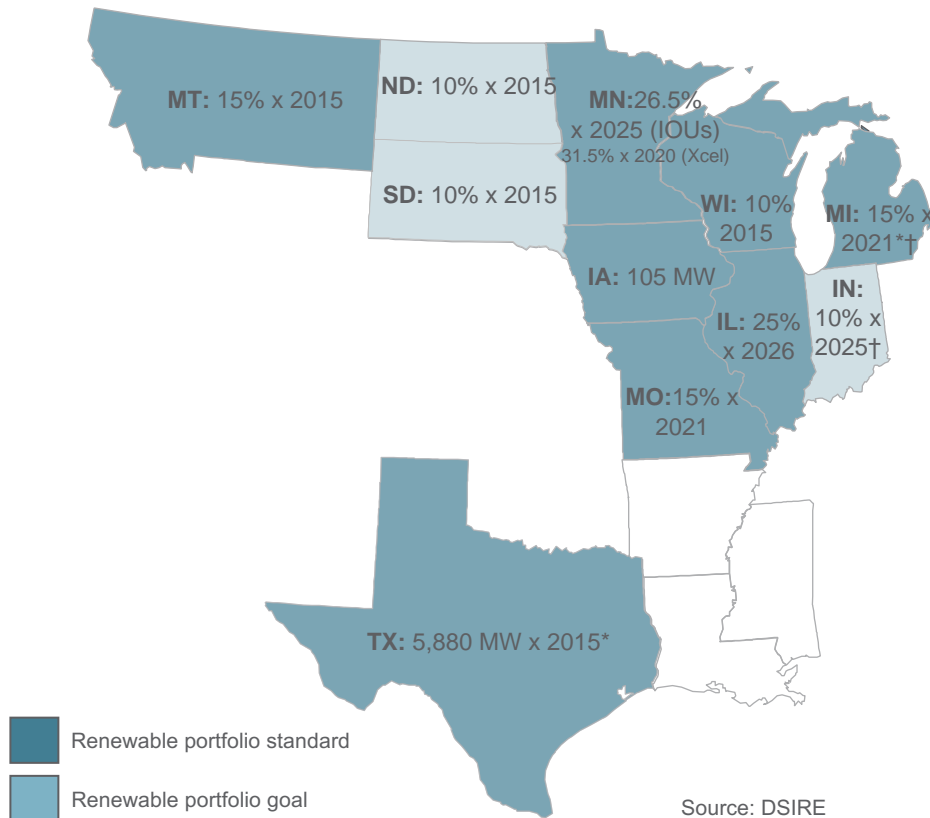 MT: 15% x 2015
ND: 10% x 2015
MN:26.5%
x 2025 (IOUs)
31.5% x 2020 (Xcel)
SD: 10% x 2015
WI: 10%
2015
MI: 15% x
2021*†
IA: 105 MW
IL: 25%
x 2026
IN:
10% x
2025†
MO:15% x
2021
TX: 5,880 MW x 2015*
Renewable portfolio standard
Renewable portfolio goal
Source: DSIRE